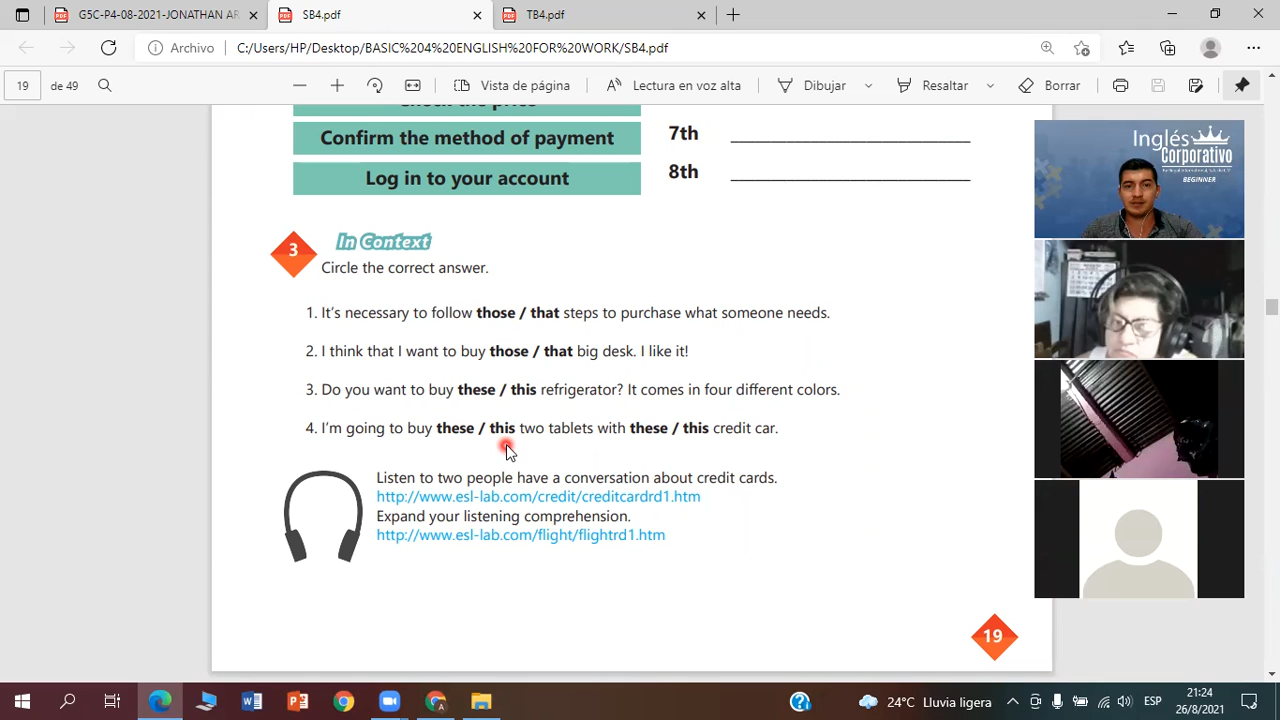 G5C-P4-08-2021-JONATHAN AR
SB4.pdf
TB4.pdf
Archivo
C:/Users/HP/Desktop/BASIC%204%20ENGLISH%20FOR%20WORK/SB4.pdf
19 de 49
Vista de página
Lectura en voz alta
Dibujar
Resaltar
Borrar
Check the price
Confirm the method of payment
7th ____________________________
Log in to your account
8th ____________________________
Inglés
Corporativo
BEGINNER
3
In Context
Circle the correct answer.
1. It's necessary to follow those / that steps to purchase what someone needs.
2. I think that I want to buy those / that big desk. I like it!
3. Do you want to buy these / this refrigerator? It comes in four different colors.
4. I'm going to buy these / this two tablets with these / this credit car.
Listen to two people have a conversation about credit cards.
http://www.esl-lab.com/credit/creditcardrd1.htm
Expand your listening comprehension.
http://www.esl-lab.com/flight/flightrd1.htm
19
24°C Lluvia ligera
ESP
21:24
26/8/2021